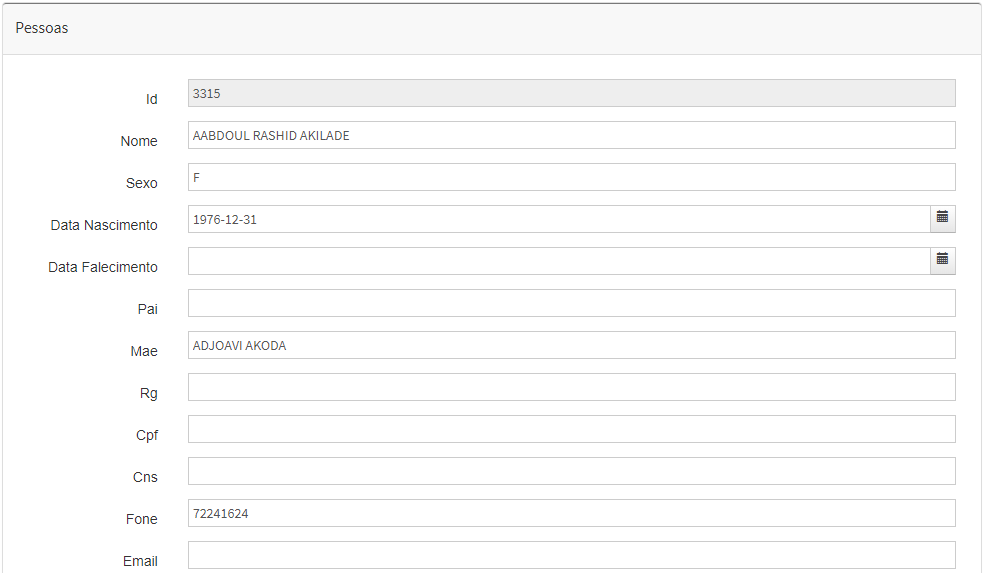 Pessoas
Id 3315
Nome AABDOUL RASHID AKILADE
Sexo F
Data Nascimento 1976-12-31
Data Falecimento
Pai
Mae ADJOAVI AKODA
Rg
Cpf
Cns
Fone 72241624
Email